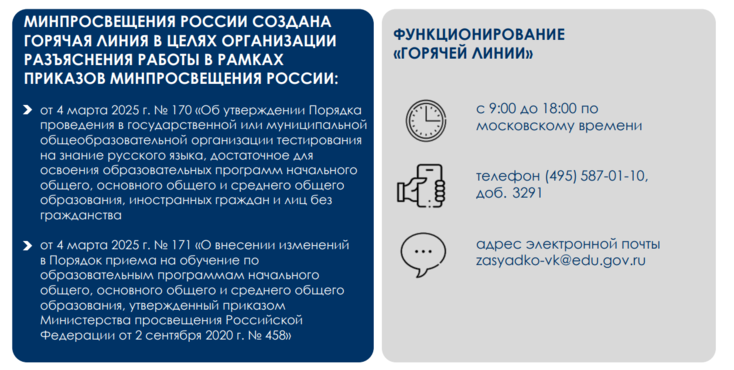 МИНПРОСВЕЩЕНИЯ РОССИИ СОЗДАНА
ГОРЯЧАЯ ЛИНИЯ В ЦЕЛЯХ ОРГАНИЗАЦИИ
РАЗЪЯСНЕНИЯ РАБОТЫ В РАМКАХ
ПРИКАЗОВ МИНПРОСВЕЩЕНИЯ РОССИИ:
от 4 марта 2025 г. № 170 «Об утверждении Порядка
проведения в государственной или муниципальной
общеобразовательной организации тестирования
на знание русского языка, достаточное для
освоения образовательных программ начального
общего, основного общего и среднего общего
образования, иностранных граждан и лиц без
гражданства
от 4 марта 2025 г. № 171 «О внесении изменений
в Порядок приема на обучение по
образовательным программам начального
общего, основного общего и среднего общего
образования, утвержденный приказом
Министерства просвещения Российской
Федерации от 2 сентября 2020 г. № 458»
ФУНКЦИОНИРОВАНИЕ
«ГОРЯЧЕЙ ЛИНИИ»
с 9:00 до 18:00 по
московскому времени
телефон (495) 587-01-10,
доб. 3291
адрес электронной почты
zasyadko-vk@edu.gov.ru